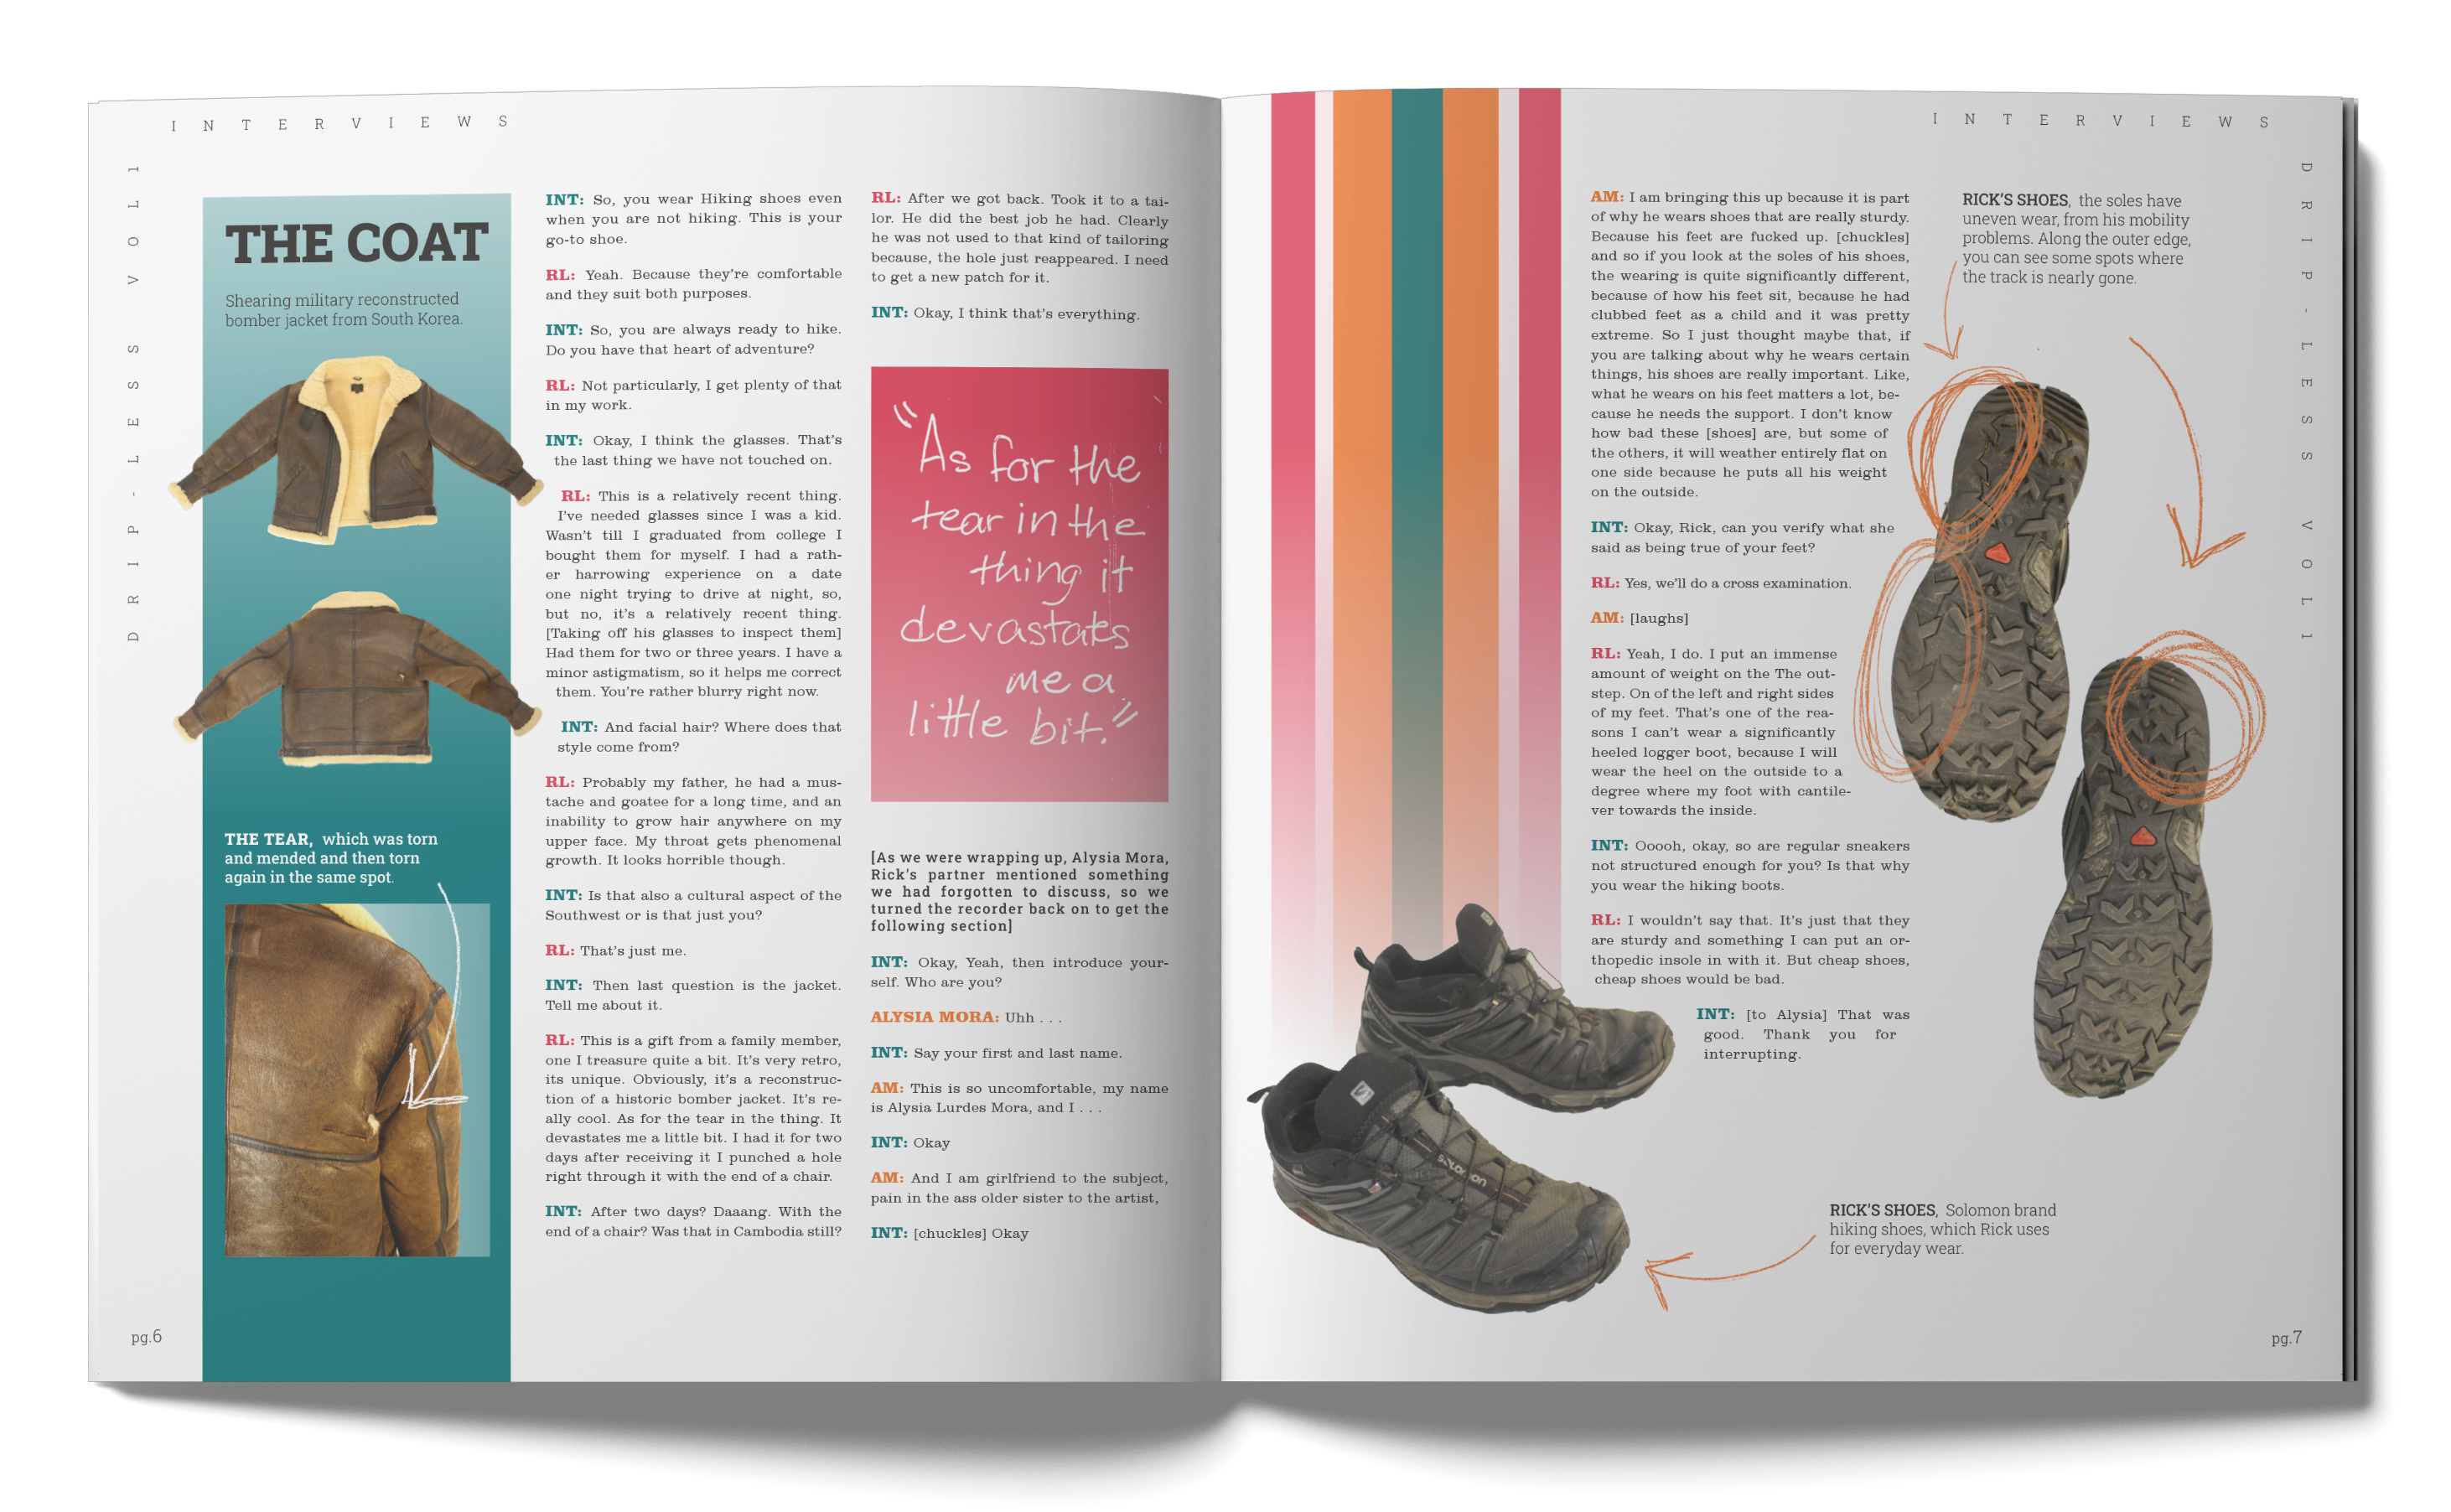 INTERVIEWS
DRIP-LESS VOL1
THE COAT
Shearing military reconstructed
bomber jacket from South Korea.
THE TEAR, which was torn
and mended and then torn
again in the same spot.
pg.6
INT: So, you wear Hiking shoes even
when you are not hiking. This is your
go-to shoe.
RL: Yeah. Because they're comfortable
and they suit both purposes.
INT: So, you are always ready to hike.
Do you have that heart of adventure?
RL: Not particularly, I get plenty of that
in my work.
INT: Okay, I think the glasses. That's
the last thing we have not touched on.
RL: This is a relatively recent thing.
I've needed glasses since I was a kid.
Wasn't till I graduated from college I
bought them for myself. I had a rath-
er harrowing experience on a date
one night trying to drive at night, so,
but no, it's a relatively recent thing.
[Taking off his glasses to inspect them]
Had them for two or three years. I have a
minor astigmatism, so it helps me correct
them. You're rather blurry right now.
INT: And facial hair? Where does that
style come from?
RL: Probably my father, he had a mus-
tache and goatee for a long time, and an
inability to grow hair anywhere on my
upper face. My throat gets phenomenal
growth. It looks horrible though.
INT: Is that also a cultural aspect of the
Southwest or is that just you?
RL: That's just me.
INT: Then last question is the jacket.
Tell me about it.
RL: This is a gift from a family member,
one I treasure quite a bit. It's very retro,
its unique. Obviously, it's a reconstruc-
tion of a historic bomber jacket. It's re-
ally cool. As for the tear in the thing. It
devastates me a little bit. I had it for two
days after receiving it I punched a hole
right through it with the end of a chair.
INT: After two days? Daaang. With the
end of a chair? Was that in Cambodia still?
RL: After we got back. Took it to a tai-
lor. He did the best job he had. Clearly
he was not used to that kind of tailoring
because, the hole just reappeared. I need
to get a new patch for it.
INT: Okay, I think that's everything.
"As for the
tear in the
thing it
devastates
me a
little bit."
[As we were wrapping up, Alysia Mora,
Rick's partner mentioned something
we had forgotten to discuss, so we
turned the recorder back on to get the
following section]
INT: Okay, Yeah, then introduce your-
self. Who are you?
ALYSIA MORA: Uhh . . .
INT: Say your first and last name.
AM: This is so uncomfortable, my name
is Alysia Lurdes Mora, and I . . .
INT: Okay
AM: And I am girlfriend to the subject,
pain in the ass older sister to the artist,
INT: [chuckles] Okay
INTERVIEWS
DRIP-LESS VOL1
AM: I am bringing this up because it is part
of why he wears shoes that are really sturdy.
Because his feet are fucked up. [chuckles]
and so if you look at the soles of his shoes,
the wearing is quite significantly different,
because of how his feet sit, because he had
clubbed feet as a child and it was pretty
extreme. So I just thought maybe that, if
you are talking about why he wears certain
things, his shoes are really important. Like,
what he wears on his feet matters a lot, be-
cause he needs the support. I don't know
how bad these [shoes] are, but some of
the others, it will weather entirely flat on
one side because he puts all his weight
on the outside.
INT: Okay, Rick, can you verify what she
said as being true of your feet?
RL: Yes, we'll do a cross examination.
AM: [laughs]
RL: Yeah, I do. I put an immense
amount of weight on the The out-
step. On of the left and right sides
of my feet. That's one of the rea-
sons I can't wear a significantly
heeled logger boot, because I will
wear the heel on the outside to a
degree where my foot with cantile-
ver towards the inside.
INT: Ooooh, okay, so are regular sneakers
not structured enough for you? Is that why
you wear the hiking boots.
RL: I wouldn't say that. It's just that they
are sturdy and something I can put an or-
thopedic insole in with it. But cheap shoes,
cheap shoes would be bad.
INT: [to Alysia] That was
good. Thank you for
interrupting.
RICK'S SHOES, the soles have
uneven wear, from his mobility
problems. Along the outer edge,
you can see some spots where
the track is nearly gone.
SALOMON
RICK'S SHOES, Solomon brand
hiking shoes, which Rick uses
for everyday wear.
pg.7